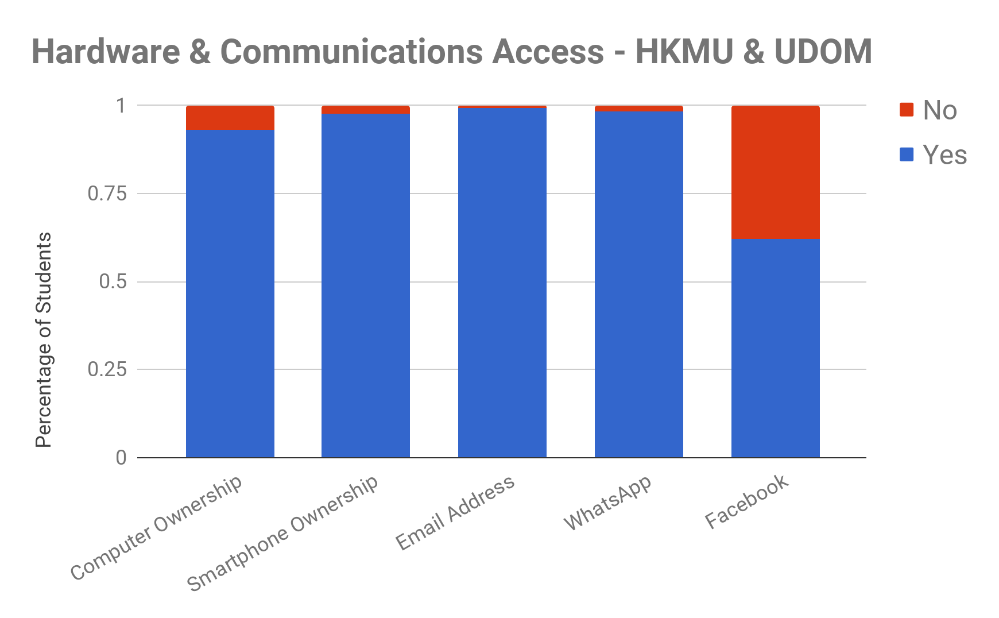 Hardware & Communications Access - HKMU & UDOM
No
Yes
1
0.75
0.5
0.25
0
Percentage of Students
Computer Ownership
Smartphone Ownership
Email Address
WhatsApp
Facebook